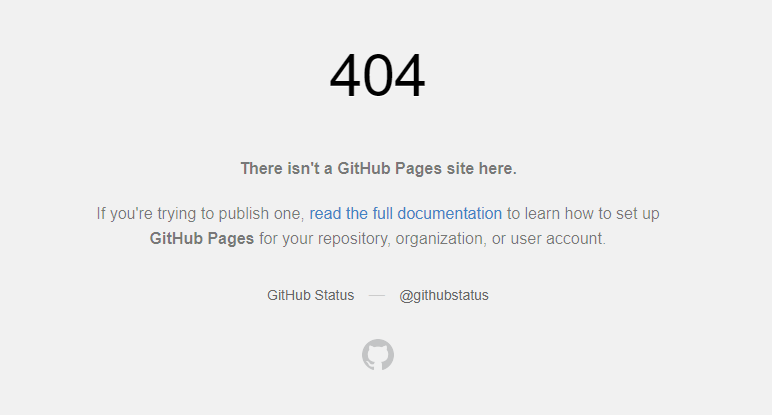 404
There isn't a GitHub Pages site here.
If you're trying to publish one, read the full documentation to learn how to set up
GitHub Pages for your repository, organization, or user account.
GitHub Status — @githubstatus